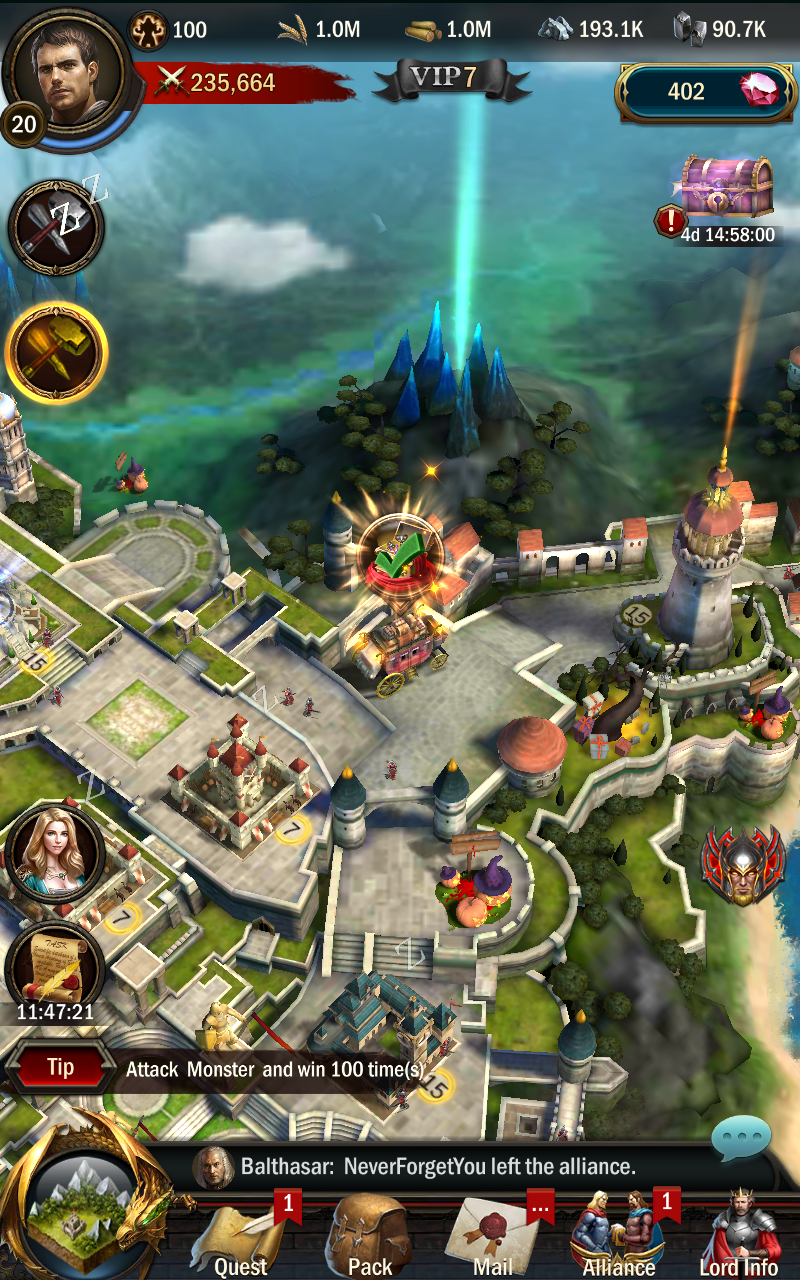 100
1.0M
1.0M
193.1K
90.7K
235,664
VIP7
402
20
Z
Z
4d 14:58:00
15
15
Z
7
Z
7
Z
TASK
11:47:21
Tip
Attack Monster and win 100 time(s)
15
Balthasar: NeverForgetYou left the alliance.
1
...
1
Quest
Pack
Mail
Alliance
Lord Info